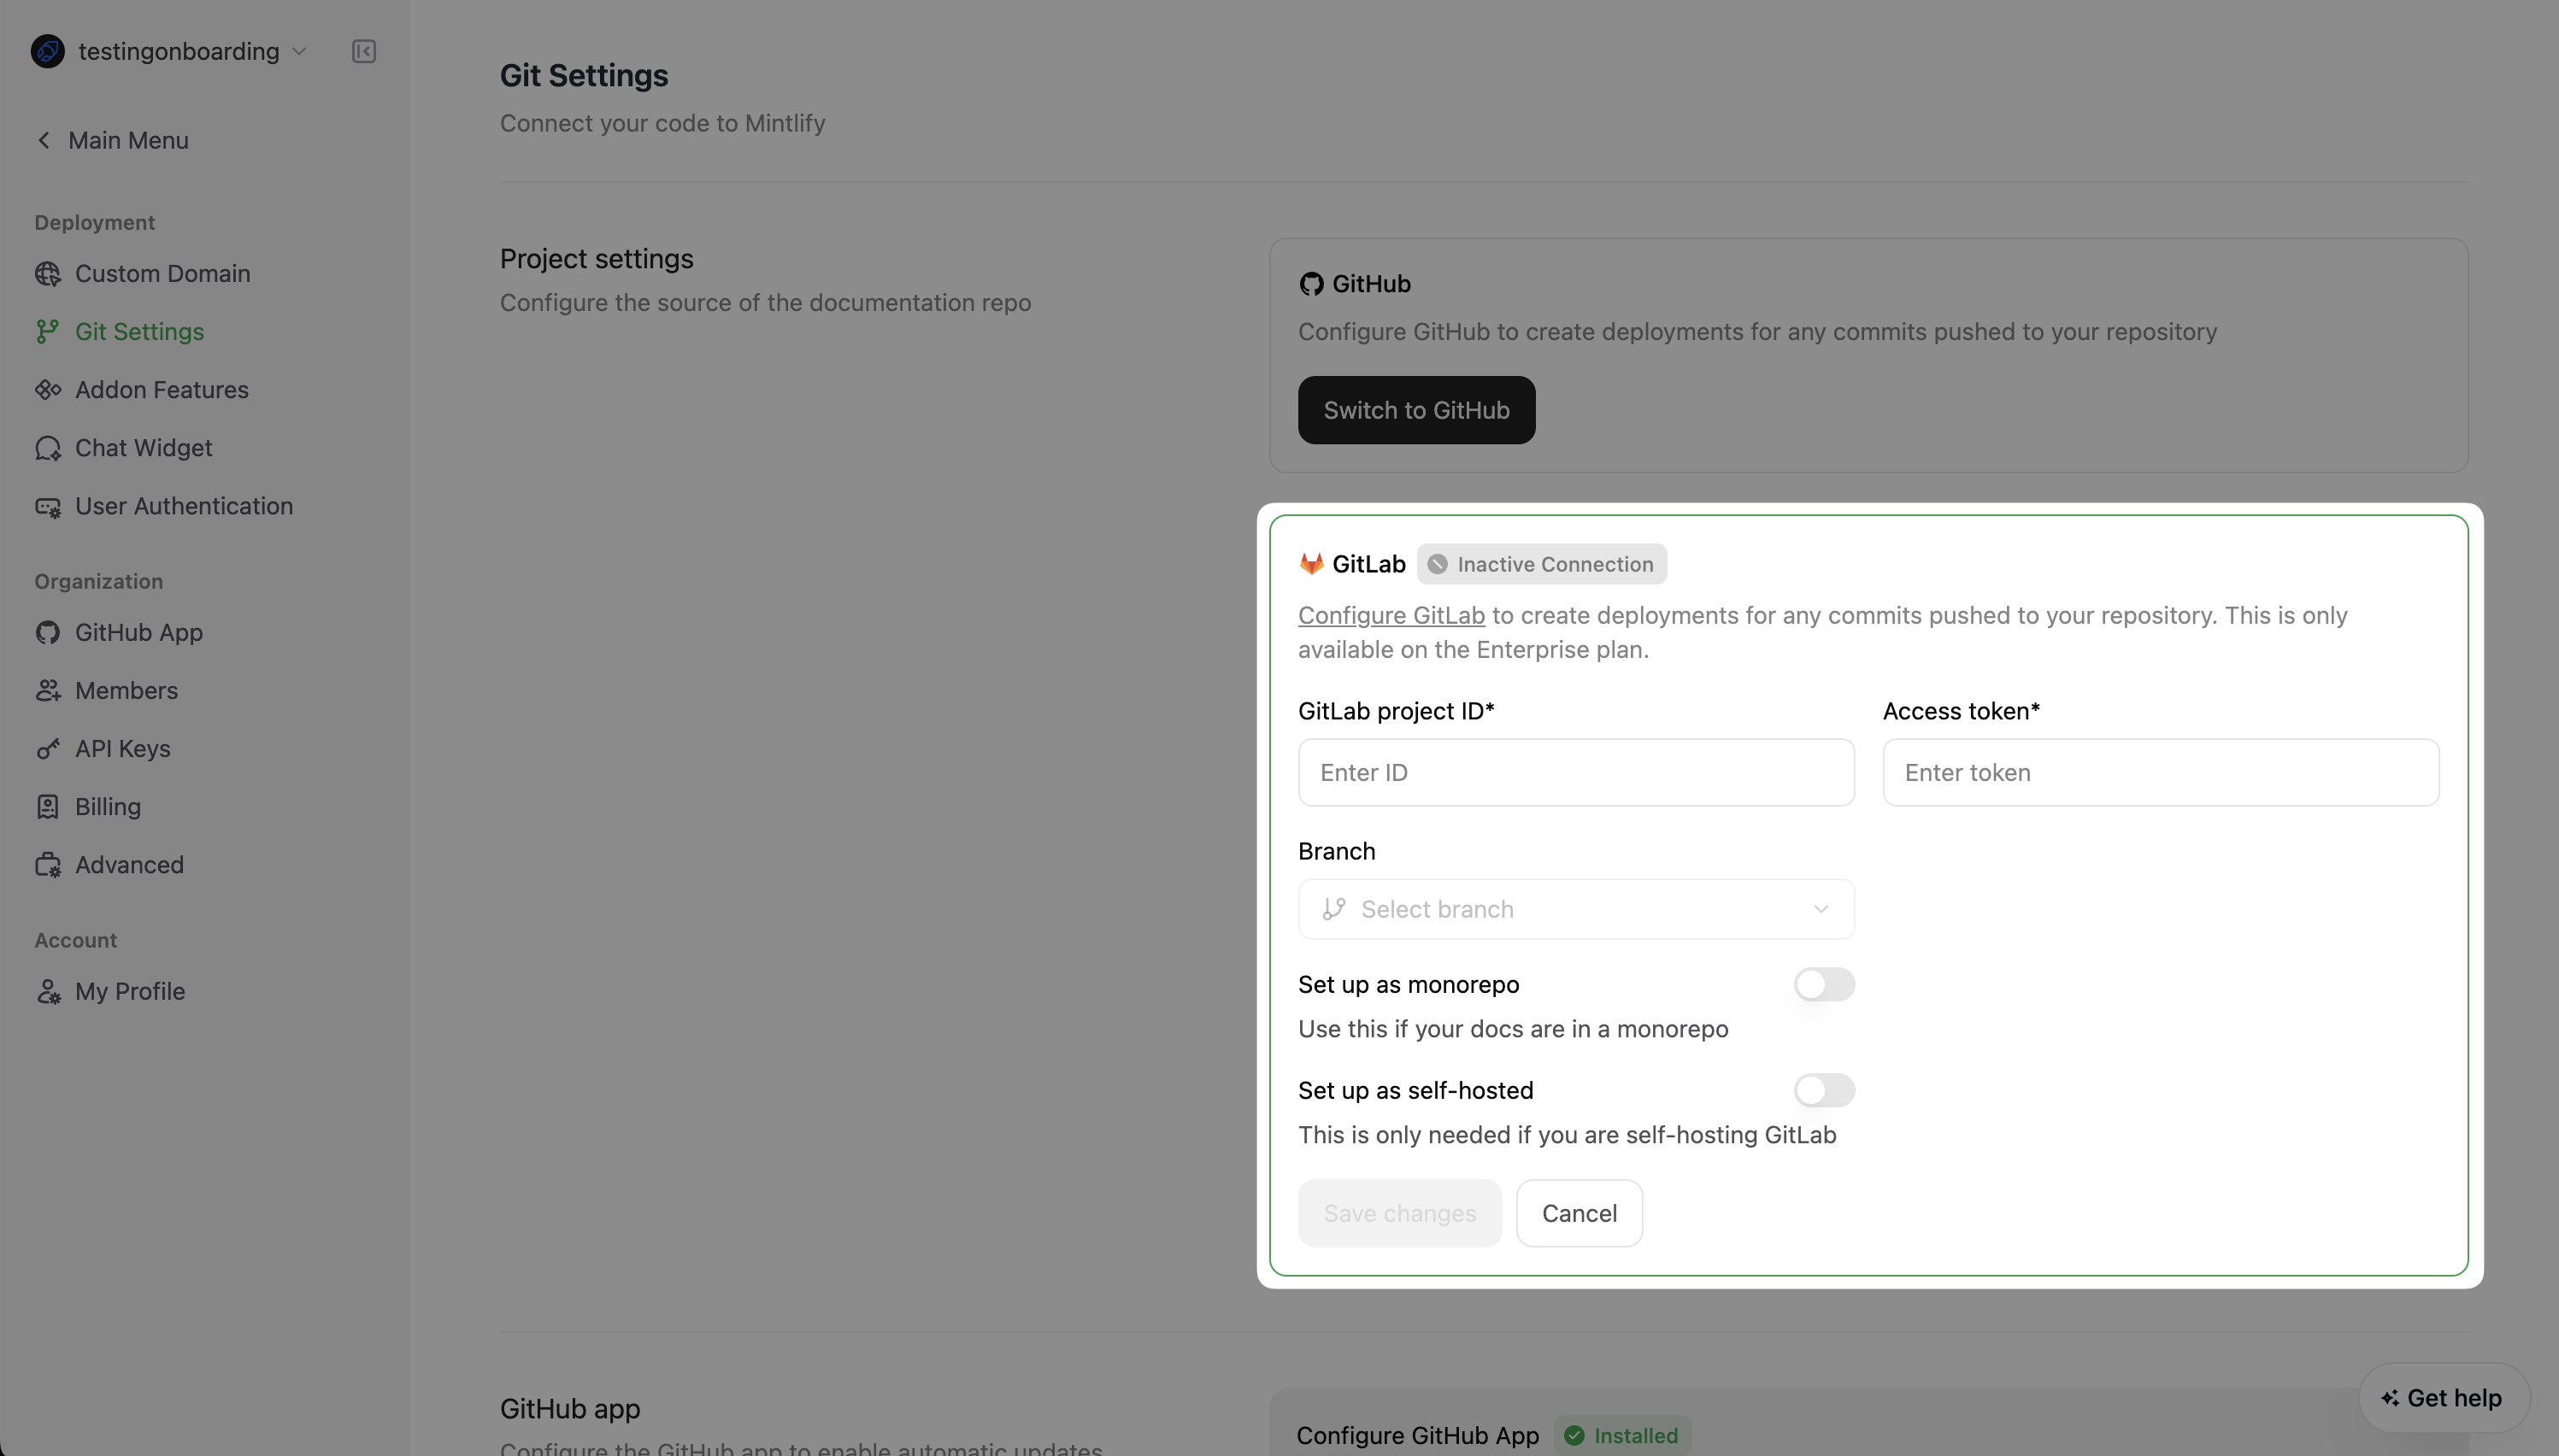 testingonboarding
Main Menu
Deployment
Custom Domain
Git Settings
Addon Features
Chat Widget
User Authentication
Organization
GitHub App
Members
API Keys
Billing
Advanced
Account
My Profile
Git Settings
Connect your code to Mintlify
Project settings
Configure the source of the documentation repo
GitHub
Configure GitHub to create deployments for any commits pushed to your repository
Switch to GitHub
GitLab Inactive Connection
Configure GitLab to create deployments for any commits pushed to your repository. This is only
available on the Enterprise plan.
GitLab project ID* Access token*
Enter ID Enter token
Branch
Select branch
Set up as monorepo
Use this if your docs are in a monorepo
Set up as self-hosted
This is only needed if you are self-hosting GitLab
Save changes Cancel
GitHub app
Configure the GitHub app to enable automatic updates
Configure GitHub App Installed
Get help